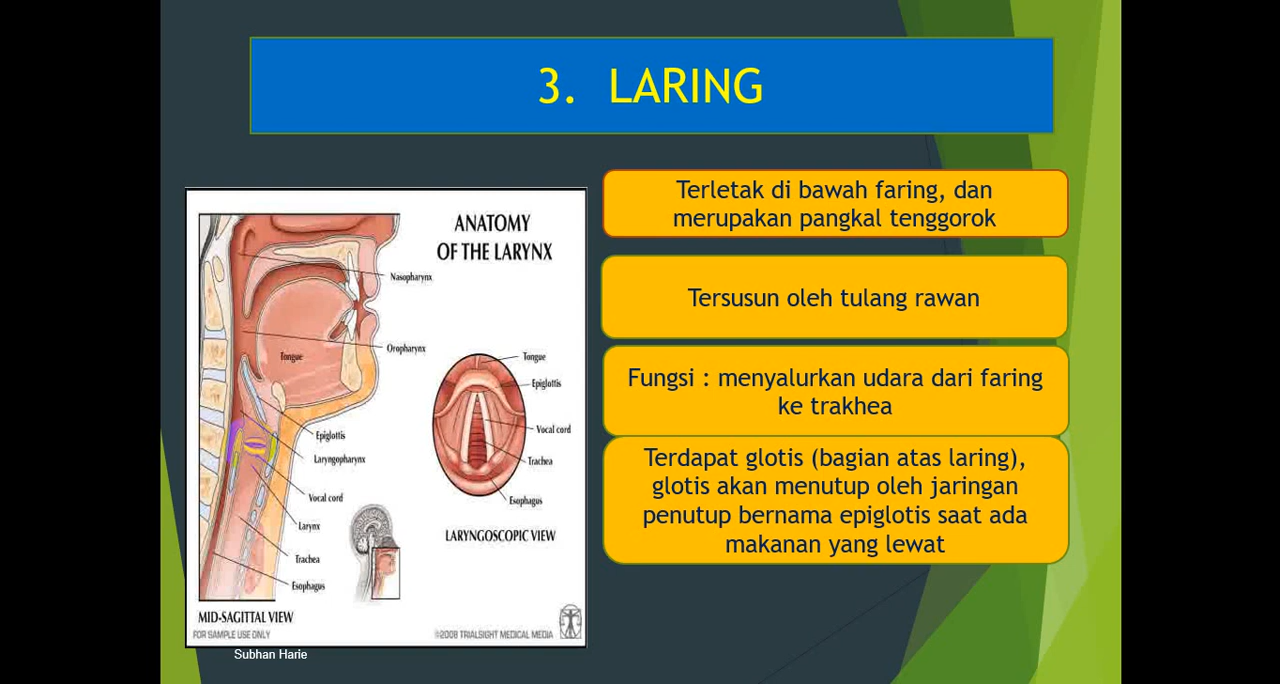 3. LARING
ANATOMY
OF THE LARYNX
Nasopharynx
Oropharynx
Tongue
Epiglottis
Laryngopharynx
Vocal cord
Larynx
Trachea
Esophagus
MID-SAGITTAL VIEW
FOR SAMPLE USE ONLY
Tongue
Epiglottis
Vocal cord
Trachea
Esophagus
LARYNGOSCOPIC VIEW
©2008 TRIALSIGHT MEDICAL MEDIA
Terletak di bawah faring, dan
merupakan pangkal tenggorok
Tersusun oleh tulang rawan
Fungsi : menyalurkan udara dari faring
ke trakhea
Terdapat glotis (bagian atas laring),
glotis akan menutup oleh jaringan
penutup bernama epiglotis saat ada
makanan yang lewat
Subhan Harie